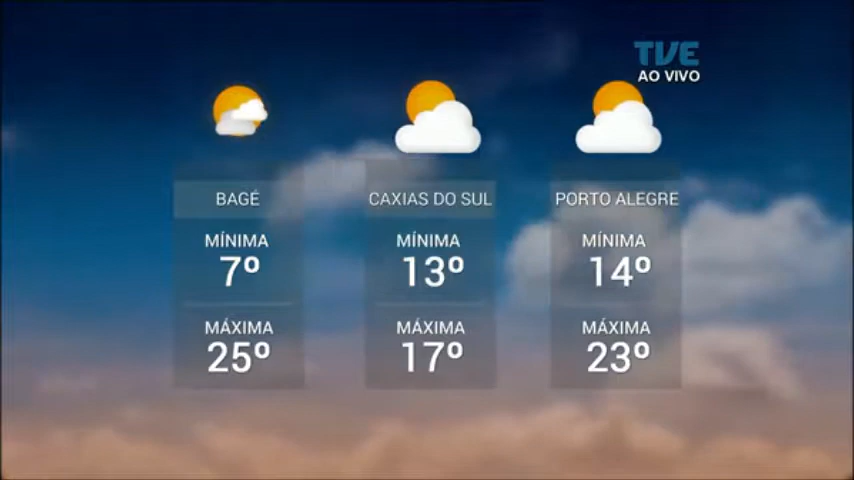 TVE
AO VIVO
BAGÉ
MÍNIMA
7º
MÁXIMA
25º
CAXIAS DO SUL
MÍNIMA
13º
MÁXIMA
17º
PORTO ALEGRE
MÍNIMA
14º
MÁXIMA
23º